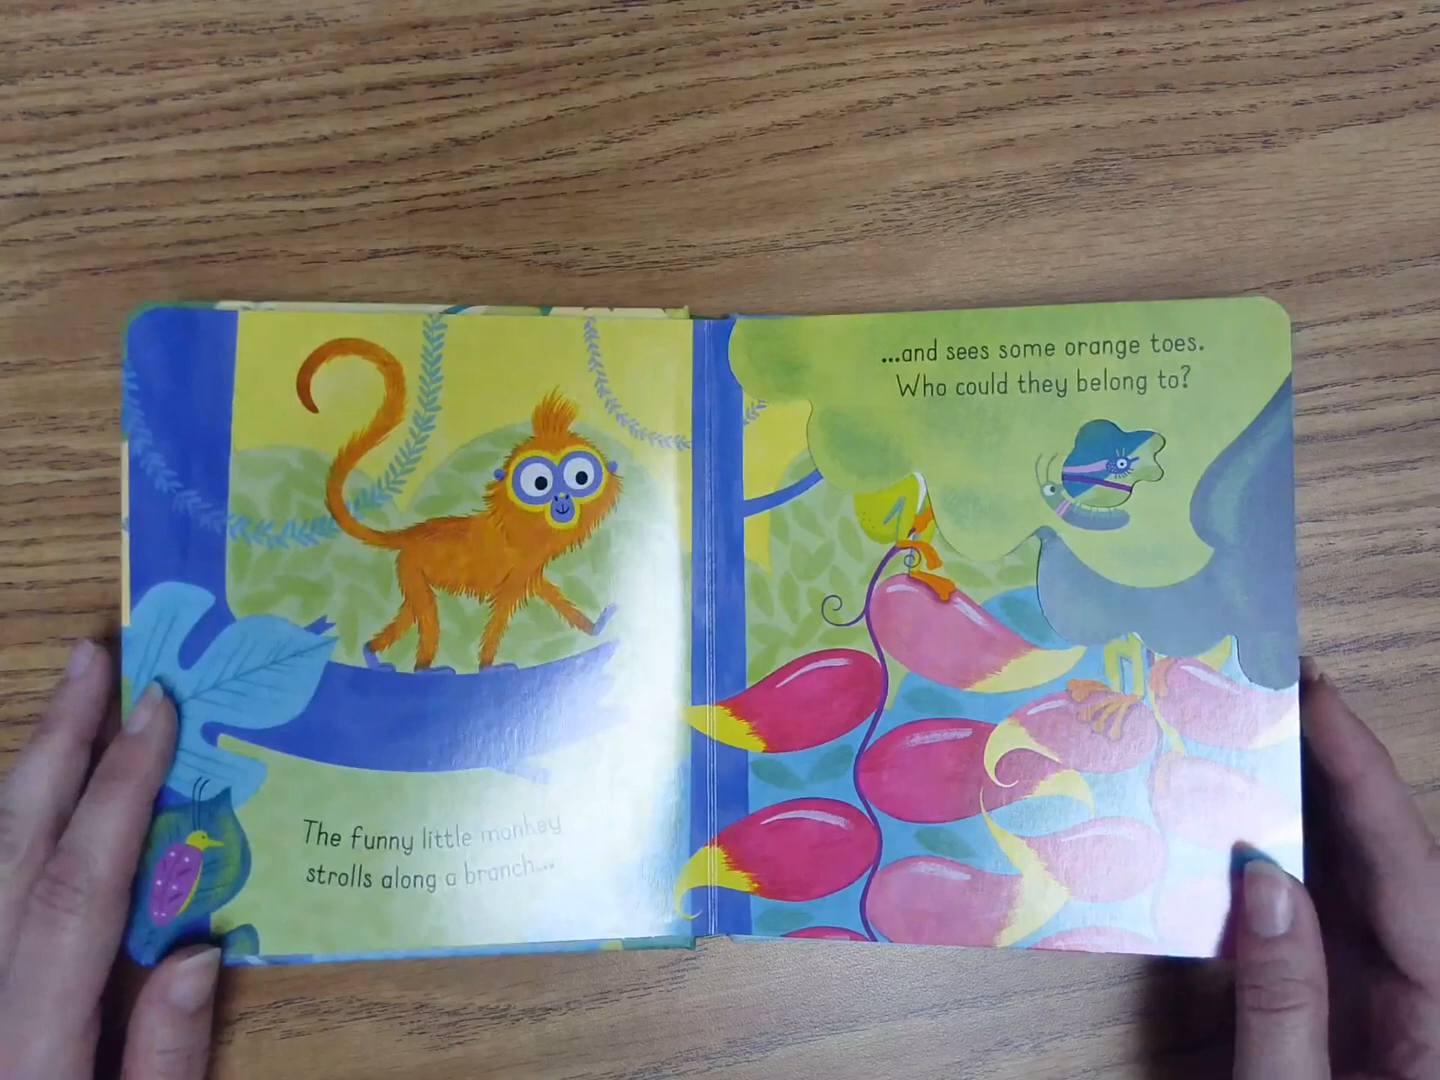 The funny little monkey
strolls along a branch...
...and sees some orange toes.
Who could they belong to?